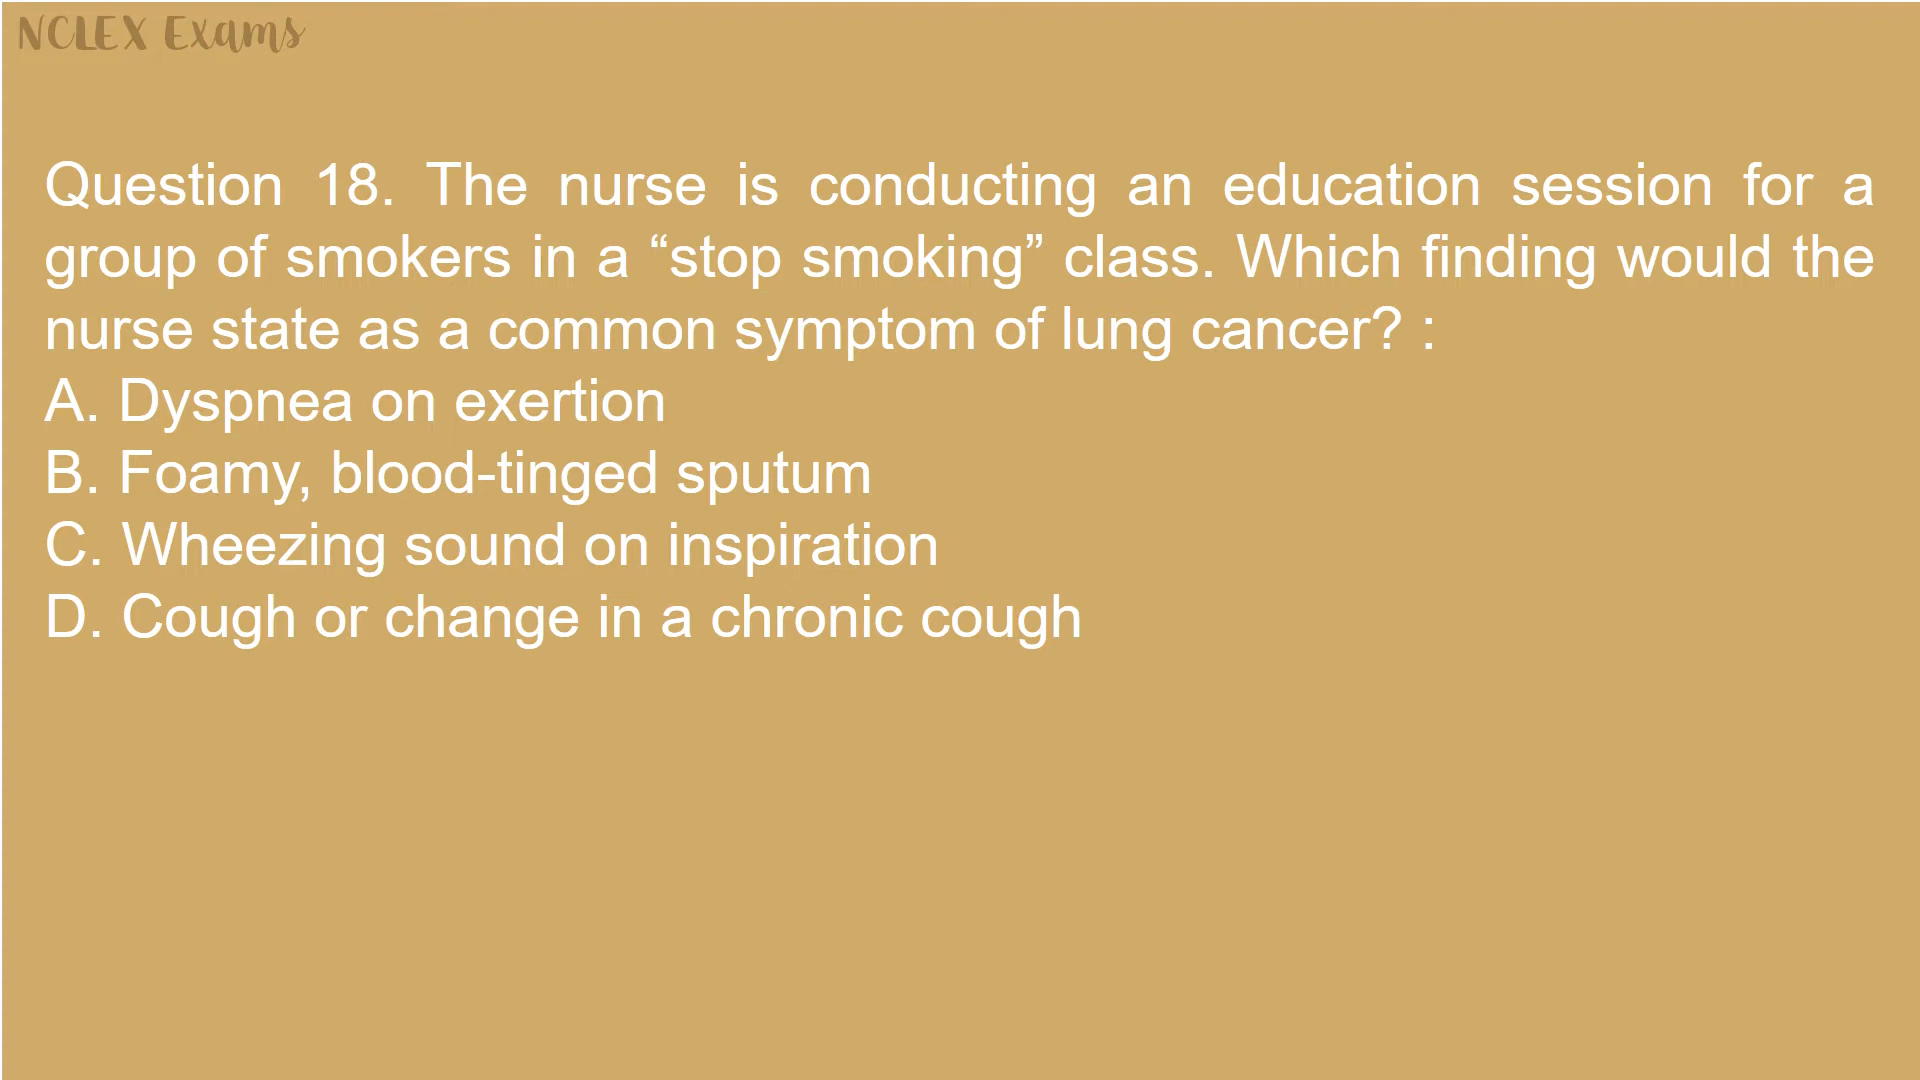 NCLEX Exams
Question 18. The nurse is conducting an education session for a
group of smokers in a “stop smoking” class. Which finding would the
nurse state as a common symptom of lung cancer? :
A. Dyspnea on exertion
B. Foamy, blood-tinged sputum
C. Wheezing sound on inspiration
D. Cough or change in a chronic cough